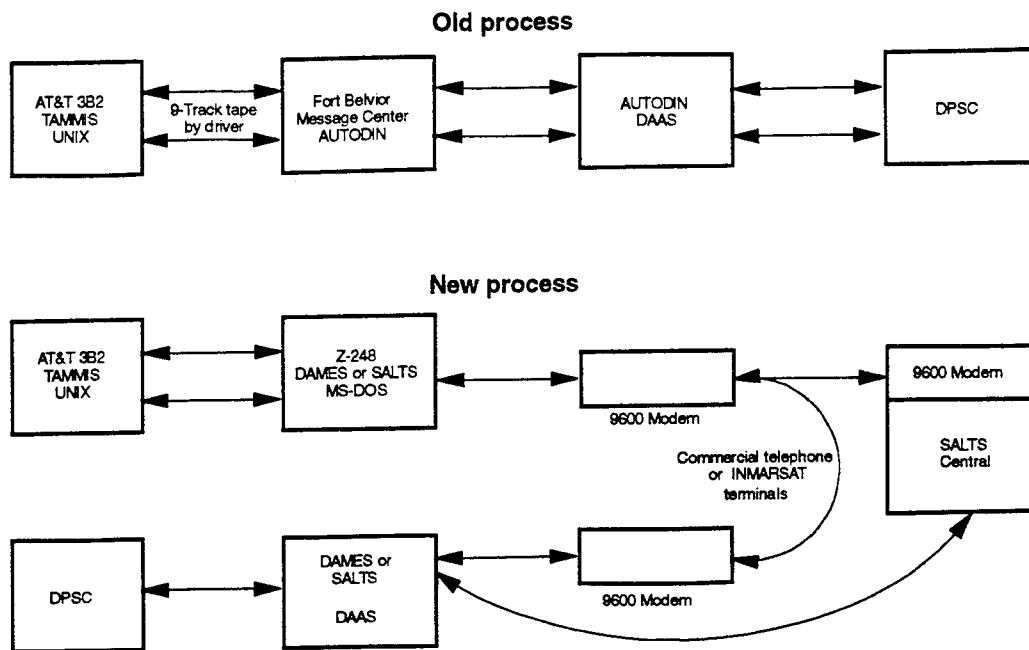 Old process
AT&T 3B2
TAMMIS
UNIX
9-Track tape
by driver
Fort Belvior
Message Center
AUTODIN
AUTODIN
DAAS
DPSC
New process
AT&T 3B2
TAMMIS
UNIX
Z-248
DAMES or SALTS
MS-DOS
9600 Modem
9600 Modem
SALTS
Central
Commercial telephone
or INMARSAT
terminals
DPSC
DAMES or
SALTS
DAAS
9600 Modem